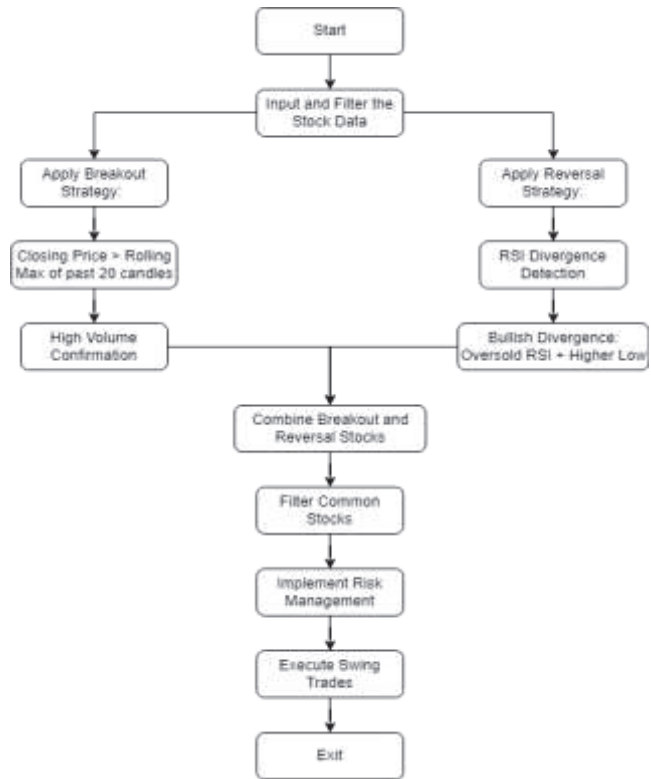 Start
Input and Filter the
Stock Data
Apply Breakout
Strategy:
Apply Reversal
Strategy:
Closing Price > Rolling
Max of past 20 candles
RSI Divergence
Detection
High Volume
Confirmation
Bullish Divergence:
Oversold RSI + Higher Low
Combine Breakout and
Reversal Stocks
Filter Common
Stocks
Implement Risk
Management
Execute Swing
Trades
Exit